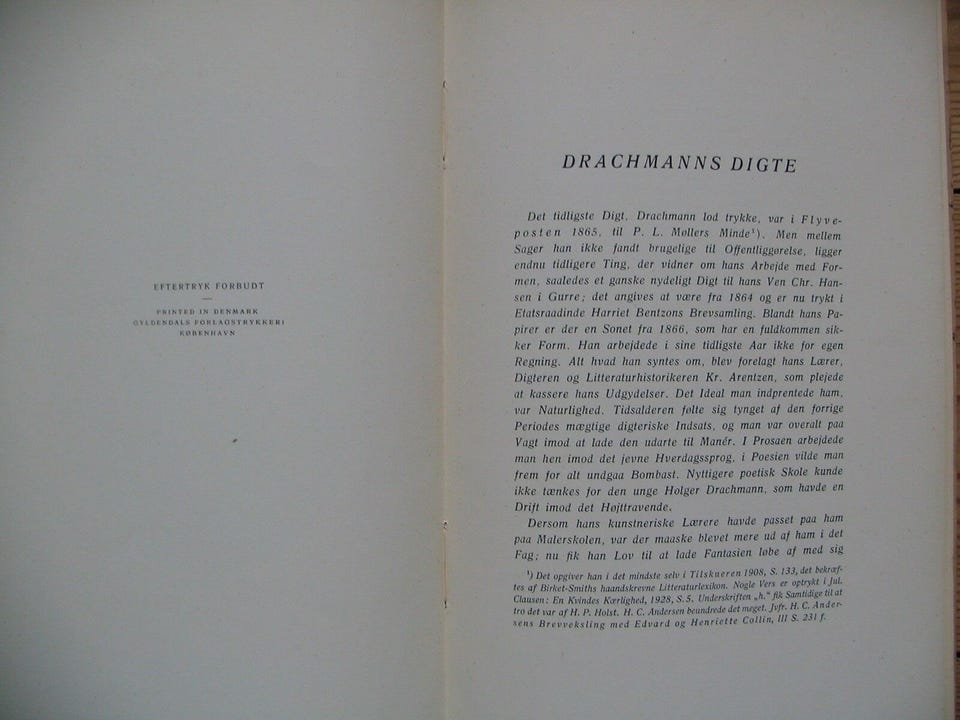 EFTERTRYK FORBUDT
—
PRINTED IN DENMARK
GYLDENDALS FORLAGSTRYKKERI
KØBENHAVN
DRACHMANNS DIGTE
Det tidligste Digt, Drachmann lod trykke, var i Flyve-
posten 1865, til P. L. Møllers Minde¹). Men mellem
Sager han ikke fandt brugelige til Offentliggørelse, ligger
endnu tidligere Ting, der vidner om hans Arbejde med For-
men, saaledes et ganske nydeligt Digt til hans Ven Chr. Han-
sen i Gurre; det angives at være fra 1864 og er nu trykt i
Etatsraadinde Harriet Bentzons Brevsamling. Blandt hans Pa-
pirer er der en Sonet fra 1866, som har en fuldkommen sik-
ker Form. Han arbejdede i sine tidligste Aar ikke for egen
Regning. Alt hvad han syntes om, blev forelagt hans Lærer,
Digteren og Litteraturhistorikeren Kr. Arentzen, som plejede
at kassere hans Udgydelser. Det Ideal man indprentede ham,
var Naturlighed. Tidsalderen følte sig tynget af den forrige
Periodes mægtige digteriske Indsats, og man var overalt paa
Vagt imod at lade den udarte til Manér. I Prosaen arbejdede
man hen imod det jevne Hverdagssprog, i Poesien vilde man
frem for alt undgaa Bombast. Nyttigere poetisk Skole kunde
ikke tænkes for den unge Holger Drachmann, som havde en
Drift imod det Højttravende.
Dersom hans kunstneriske Lærere havde passet paa ham
paa Malerskolen, var der maaske blevet mere ud af ham i det
Fag; nu fik han Lov til at lade Fantasien løbe af med sig
¹) Det opgiver han i det mindste selv i Tilskueren 1908, S. 133, det bekræf-
tes af Birket-Smiths haandskrevne Litteraturlexikon. Nogle Vers er optrykt i Jul.
Clausen: En Kvindes Kærlighed, 1928, S. 5. Underskriften „h.“ fik Samtidige til at
tro det var af H. P. Holst. H. C. Andersen beundrede det meget. Jvfr. H. C. Ander-
sens Brevveksling med Edvard og Henriette Collin, III S. 231 f.